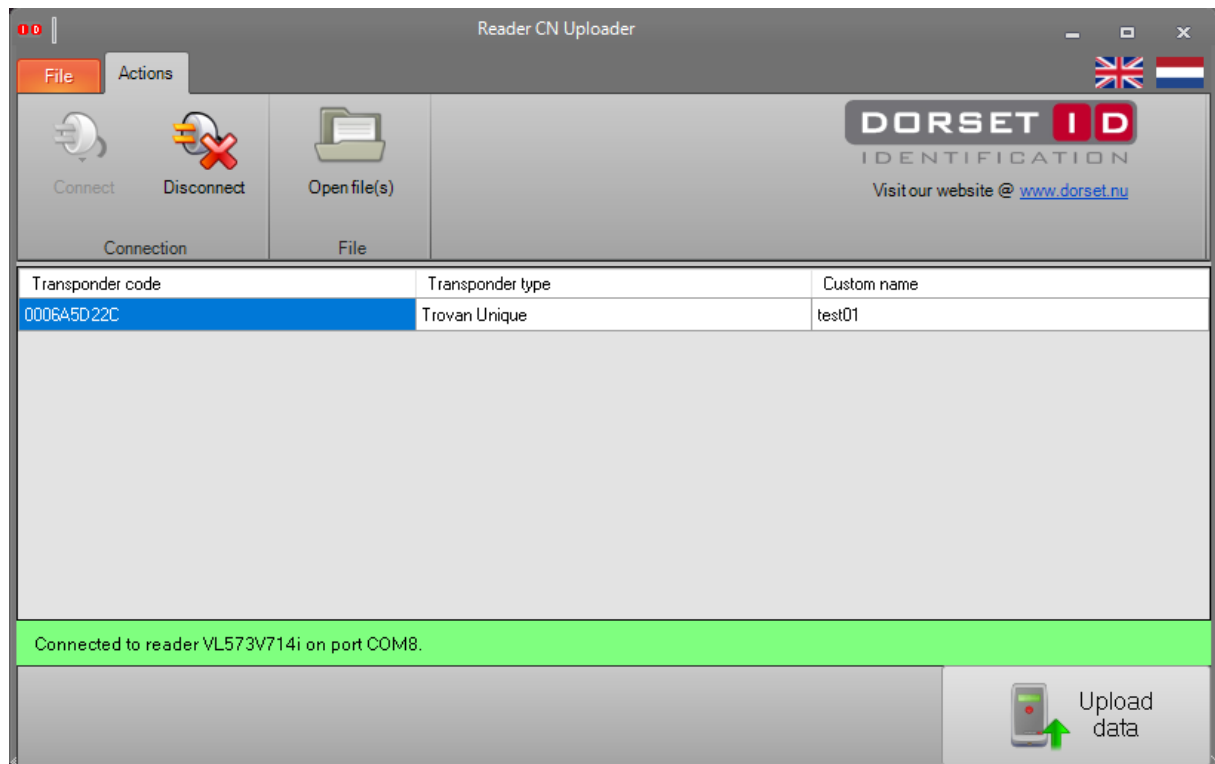 ID
Reader CN Uploader
File
Actions
Connect
Disconnect
Open file(s)
Connection
File
DORSET ID
IDENTIFICATION
Visit our website @ www.dorset.nu
Transponder code Transponder type Custom name
0006A5D22C Trovan Unique test01
Connected to reader VL573V714i on port COM8.
Upload
data